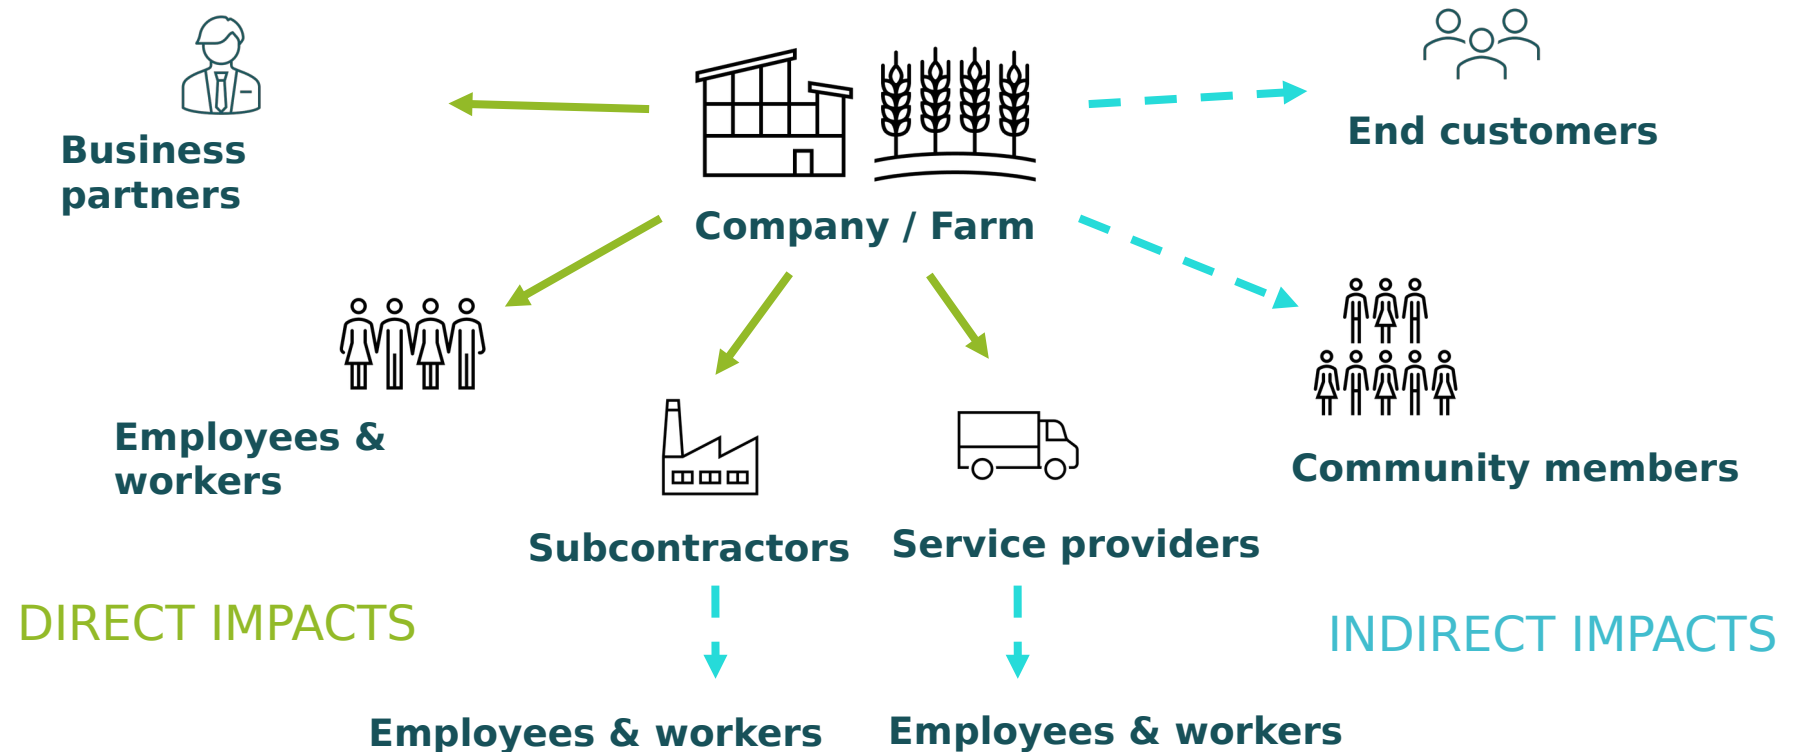 Business
partners
Company / Farm
End customers
Employees &
workers
Community members
Subcontractors
Service providers
DIRECT IMPACTS
INDIRECT IMPACTS
Employees & workers
Employees & workers